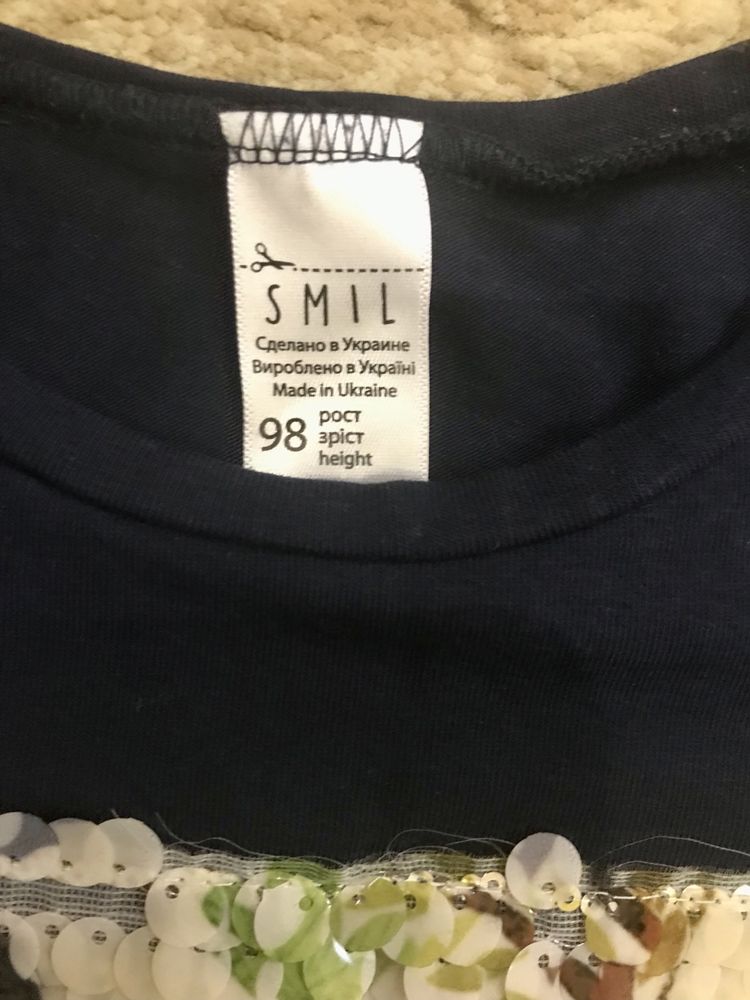 SMIL
Сделано в Украине
Вироблено в Україні
Made in Ukraine
98
рост
зріст
height